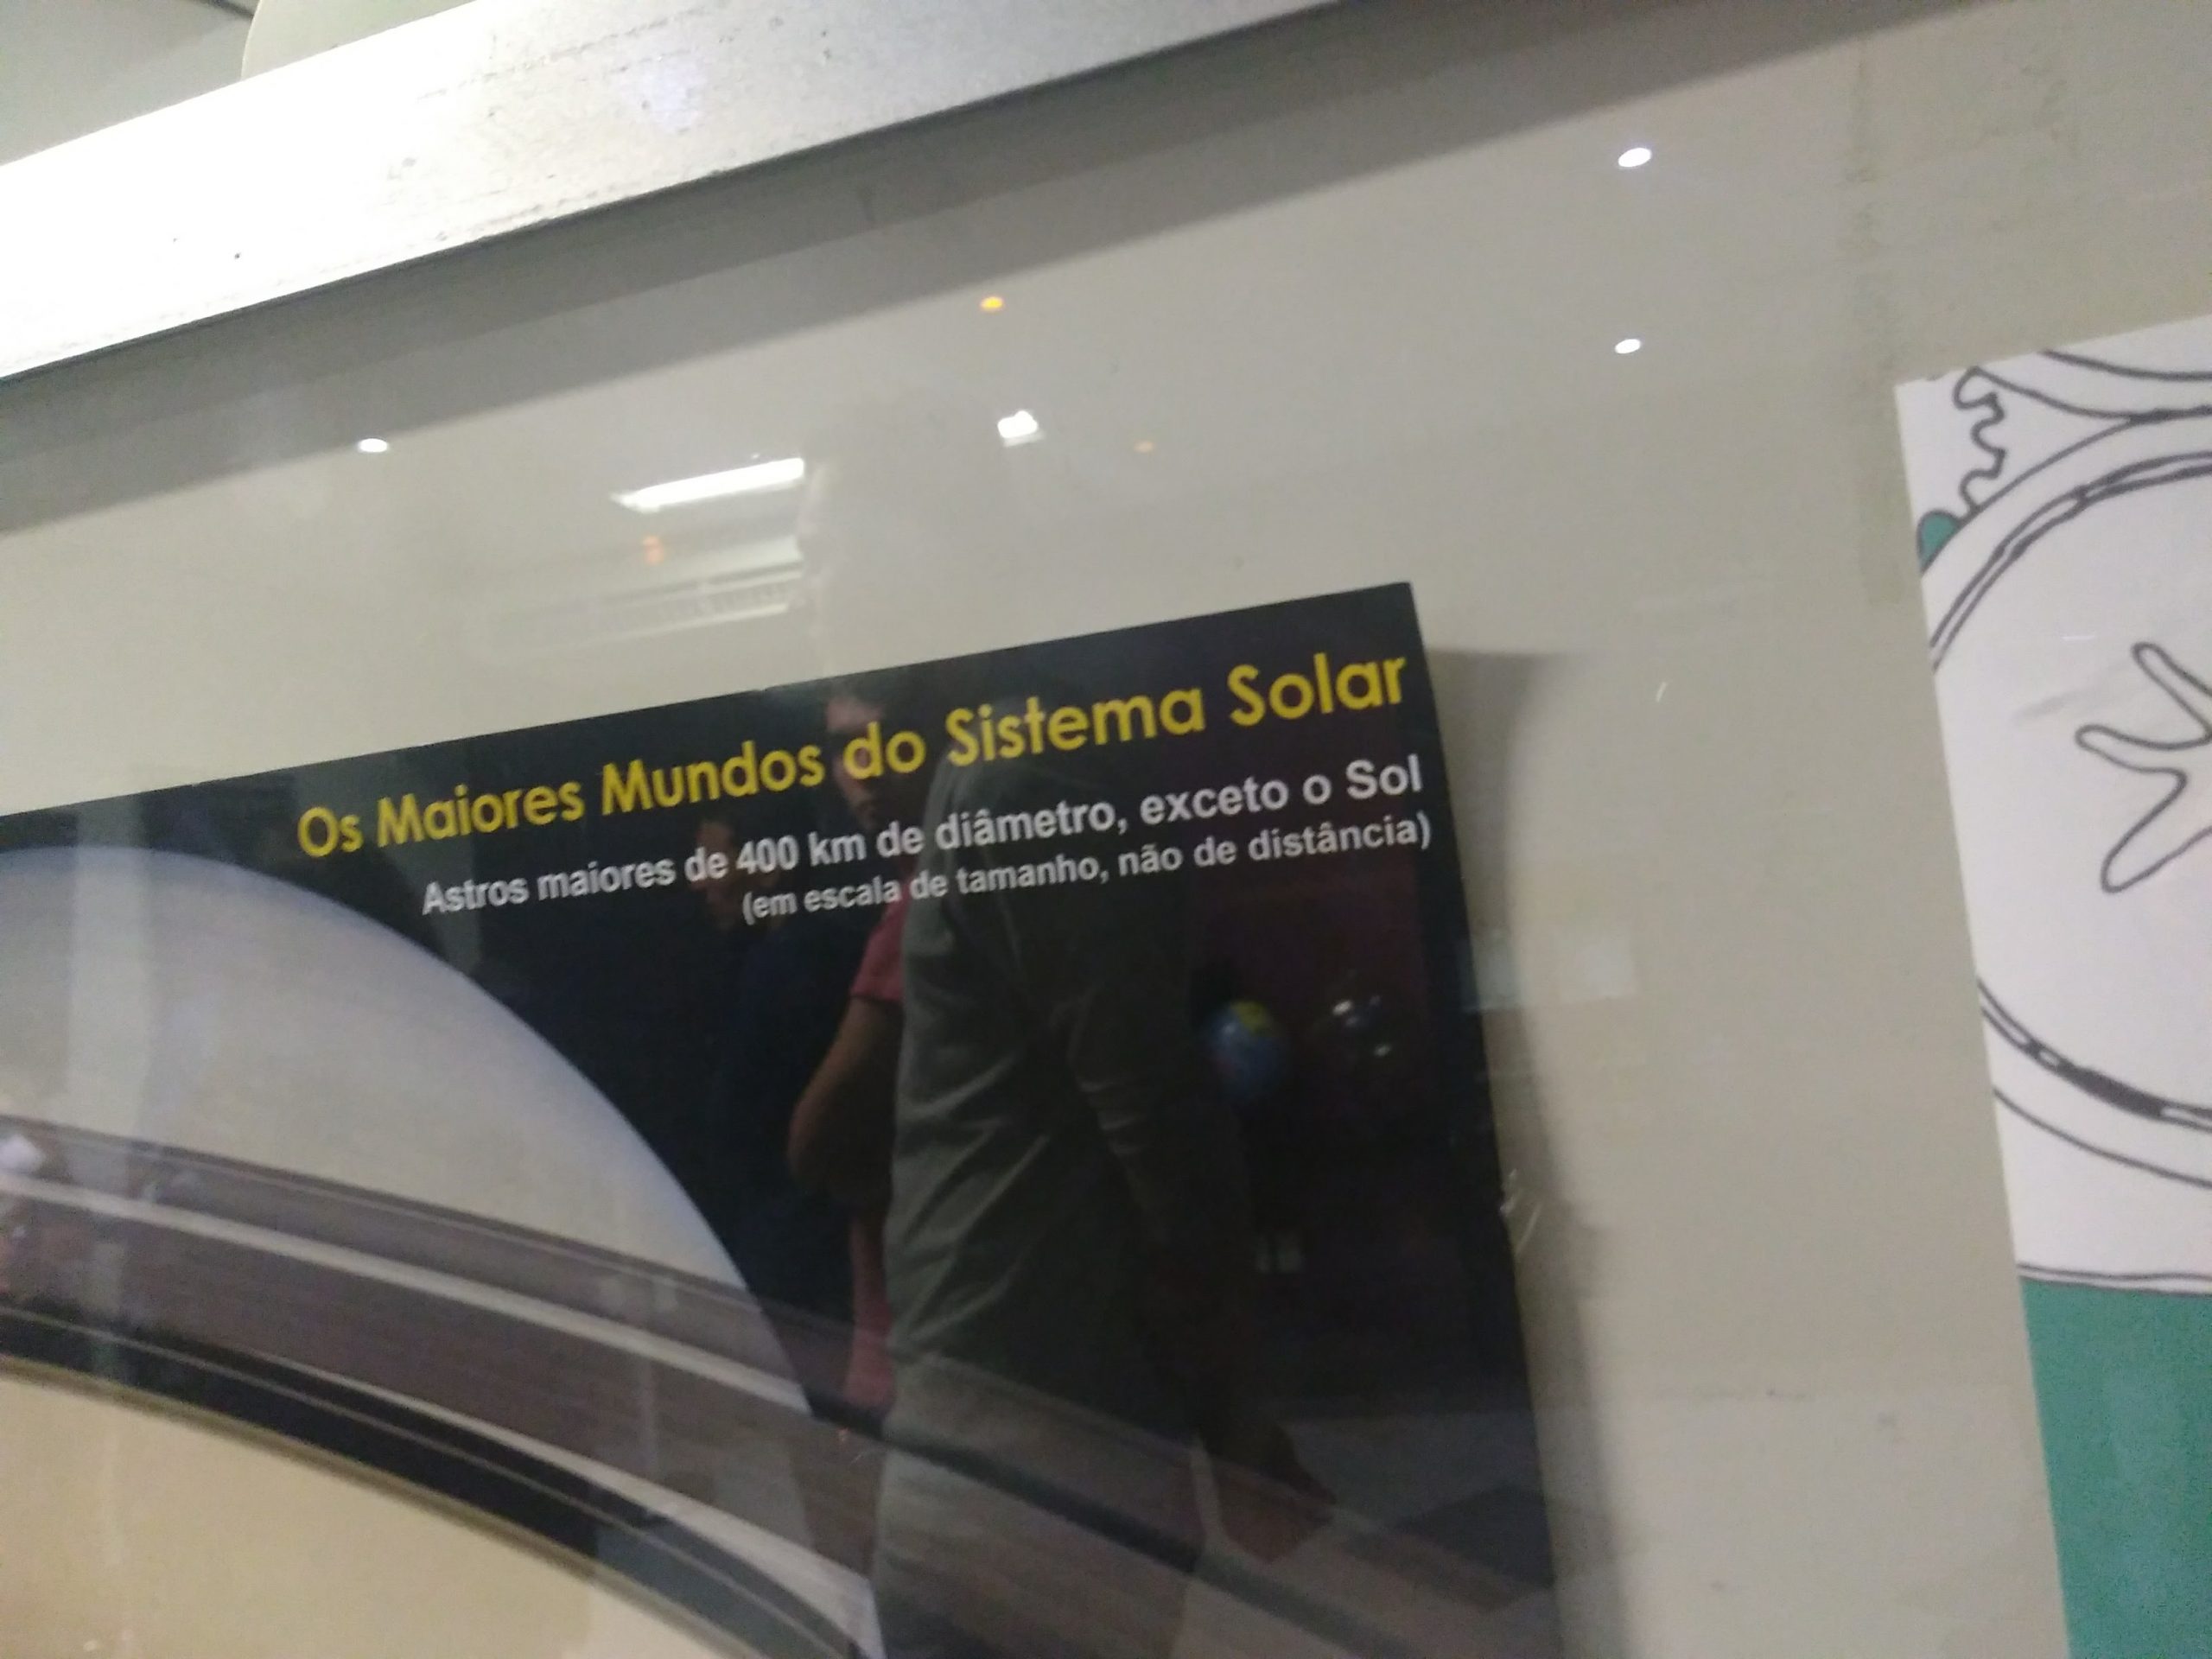 Os Maiores Mundos do Sistema Solar
Astros maiores de 400 km de diâmetro, exceto o Sol
(em escala de tamanho, não de distância)